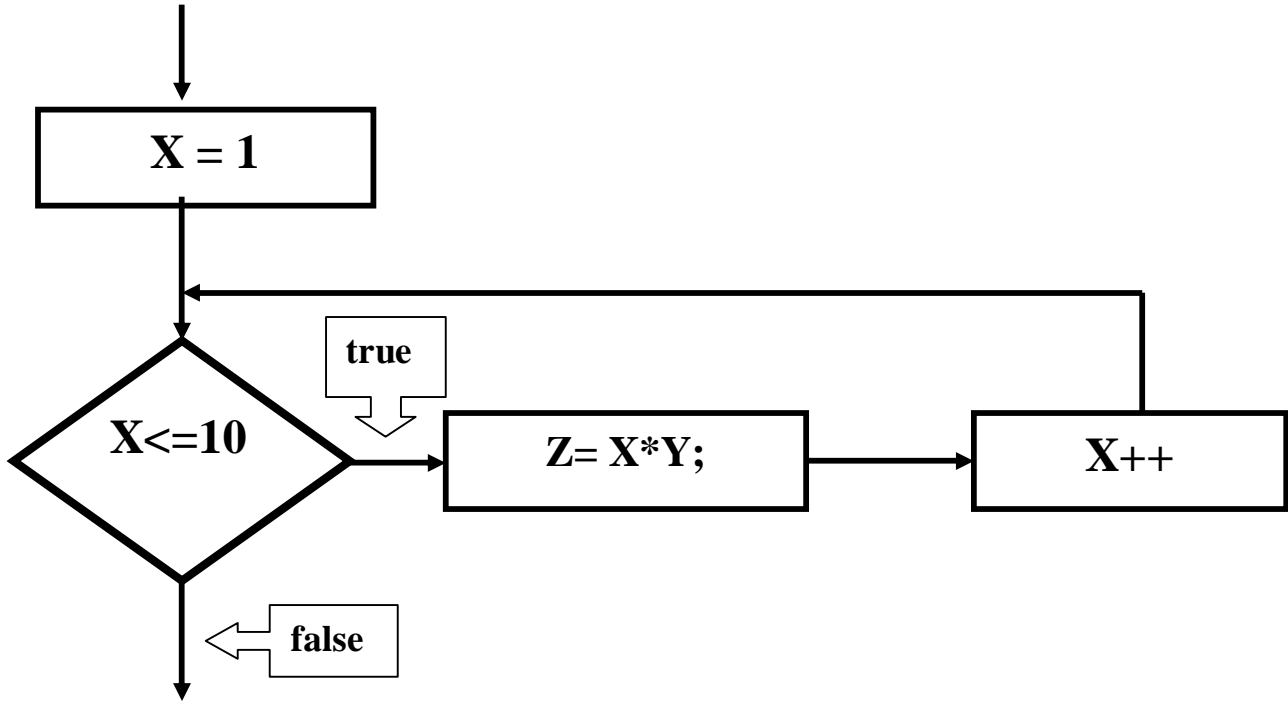 X = 1
true
X<=10
Z= X*Y;
X++
false